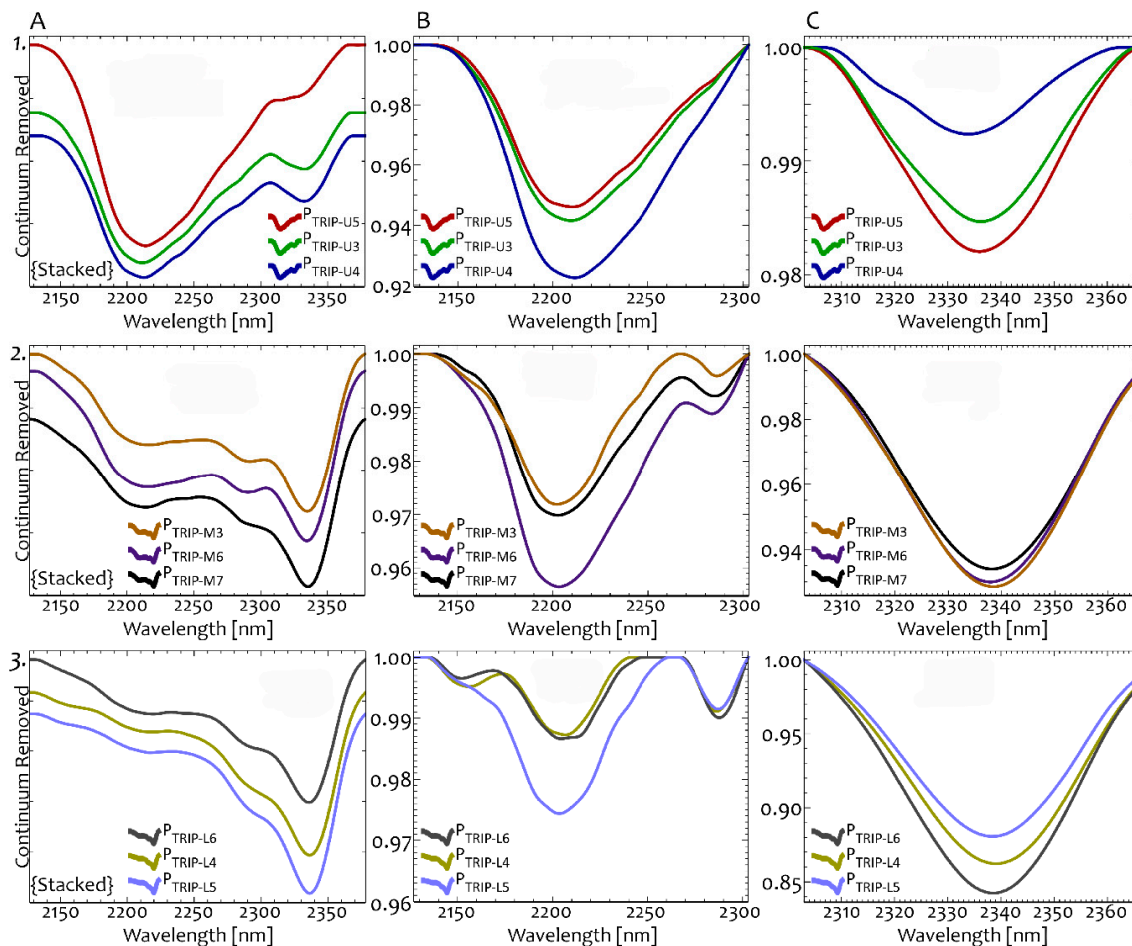 A B C
1. 1.00 1.00
0.98
0.96 0.99
0.94
0.92 0.98
Continuum Removed
{Stacked}
PTRIP-U5
PTRIP-U3
PTRIP-U4
PTRIP-U5
PTRIP-U3
PTRIP-U4
PTRIP-U5
PTRIP-U3
PTRIP-U4
2150 2200 2250 2300 2350 2150 2200 2250 2300 2310 2320 2330 2340 2350 2360
Wavelength [nm] Wavelength [nm] Wavelength [nm]
2. 1.00 1.00
0.99 0.98
0.98
0.97 0.96
0.96 0.94
Continuum Removed
{Stacked}
PTRIP-M3
PTRIP-M6
PTRIP-M7
PTRIP-M3
PTRIP-M6
PTRIP-M7
PTRIP-M3
PTRIP-M6
PTRIP-M7
2150 2200 2250 2300 2350 2150 2200 2250 2300 2310 2320 2330 2340 2350 2360
Wavelength [nm] Wavelength [nm] Wavelength [nm]
3. 1.00 1.00
0.99 0.95
0.98 0.90
0.97
0.96 0.85
Continuum Removed
{Stacked}
PTRIP-L6
PTRIP-L4
PTRIP-L5
PTRIP-L6
PTRIP-L4
PTRIP-L5
PTRIP-L6
PTRIP-L4
PTRIP-L5
2150 2200 2250 2300 2350 2150 2200 2250 2300 2310 2320 2330 2340 2350 2360
Wavelength [nm] Wavelength [nm] Wavelength [nm]